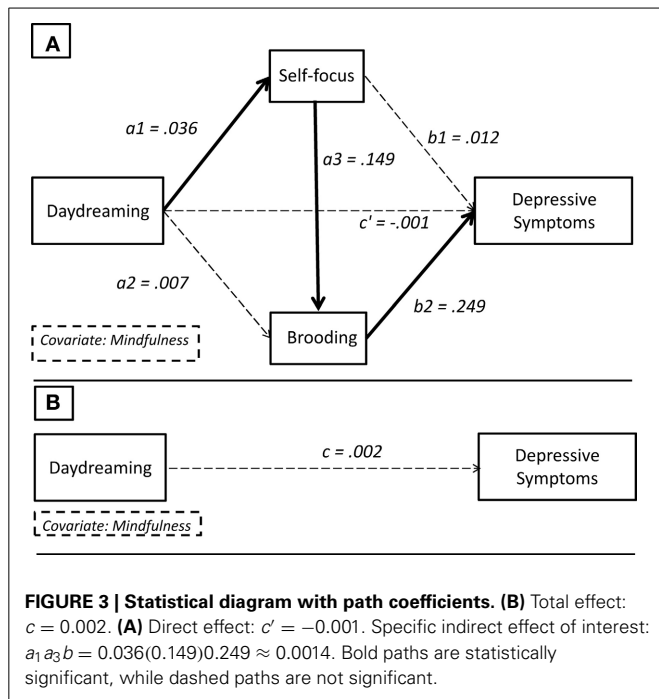 A
Self-focus
a1 = .036
a3 = .149
b1 = .012
Daydreaming
Depressive
Symptoms
c' = -.001
a2 = .007
b2 = .249
Covariate: Mindfulness
Brooding
B
Daydreaming
c = .002
Depressive
Symptoms
Covariate: Mindfulness
FIGURE 3 | Statistical diagram with path coefficients. (B) Total effect:
c = 0.002. (A) Direct effect: c′ = −0.001. Specific indirect effect of interest:
a₁a₃b = 0.036(0.149)0.249 ≈ 0.0014. Bold paths are statistically
significant, while dashed paths are not significant.